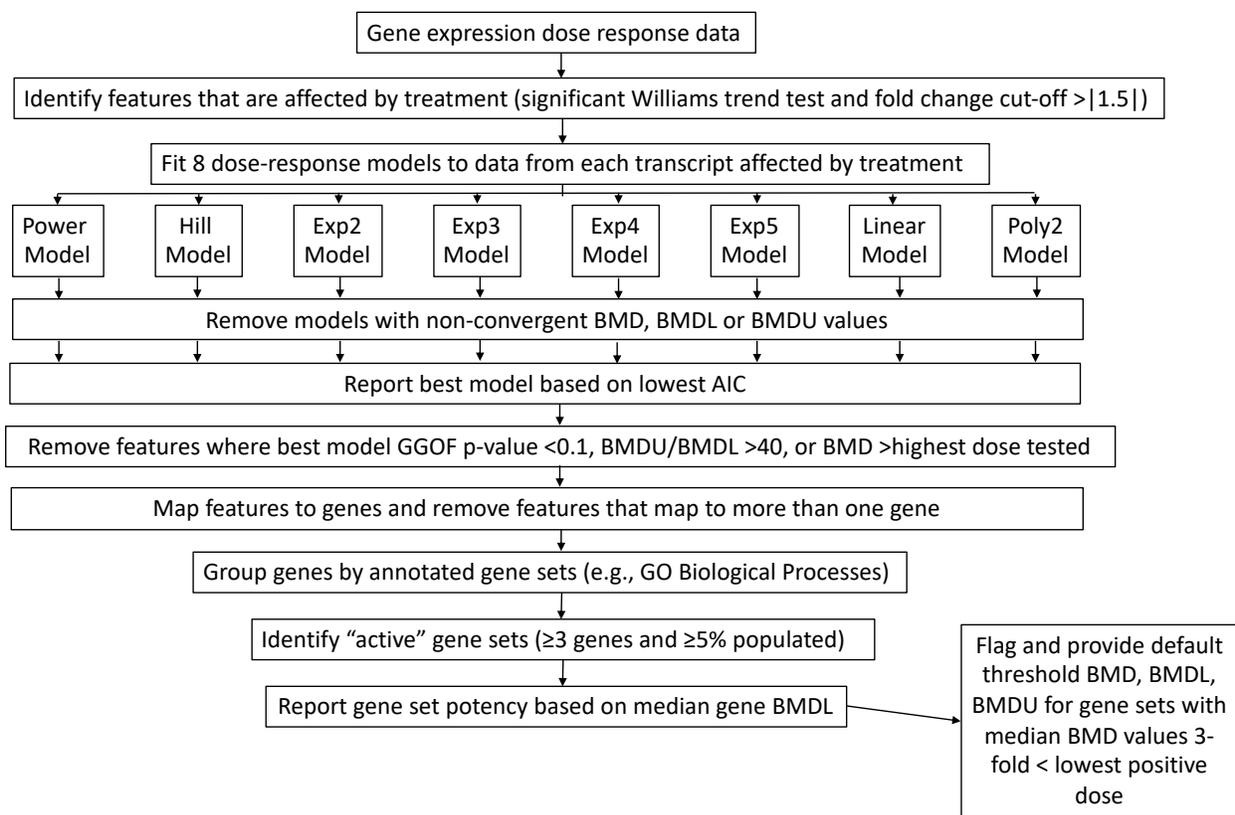 Gene expression dose response data
Identify features that are affected by treatment (significant Williams trend test and fold change cut-off >|1.5|)
Fit 8 dose-response models to data from each transcript affected by treatment
Power
Model
Hill
Model
Exp2
Model
Exp3
Model
Exp4
Model
Exp5
Model
Linear
Model
Poly2
Model
Remove models with non-convergent BMD, BMDL or BMDU values
Report best model based on lowest AIC
Remove features where best model GGOF p-value <0.1, BMDU/BMDL >40, or BMD >highest dose tested
Map features to genes and remove features that map to more than one gene
Group genes by annotated gene sets (e.g., GO Biological Processes)
Identify “active” gene sets (≥3 genes and ≥5% populated)
Report gene set potency based on median gene BMDL
Flag and provide default
threshold BMD, BMDL,
BMDU for gene sets with
median BMD values 3-
fold < lowest positive
dose